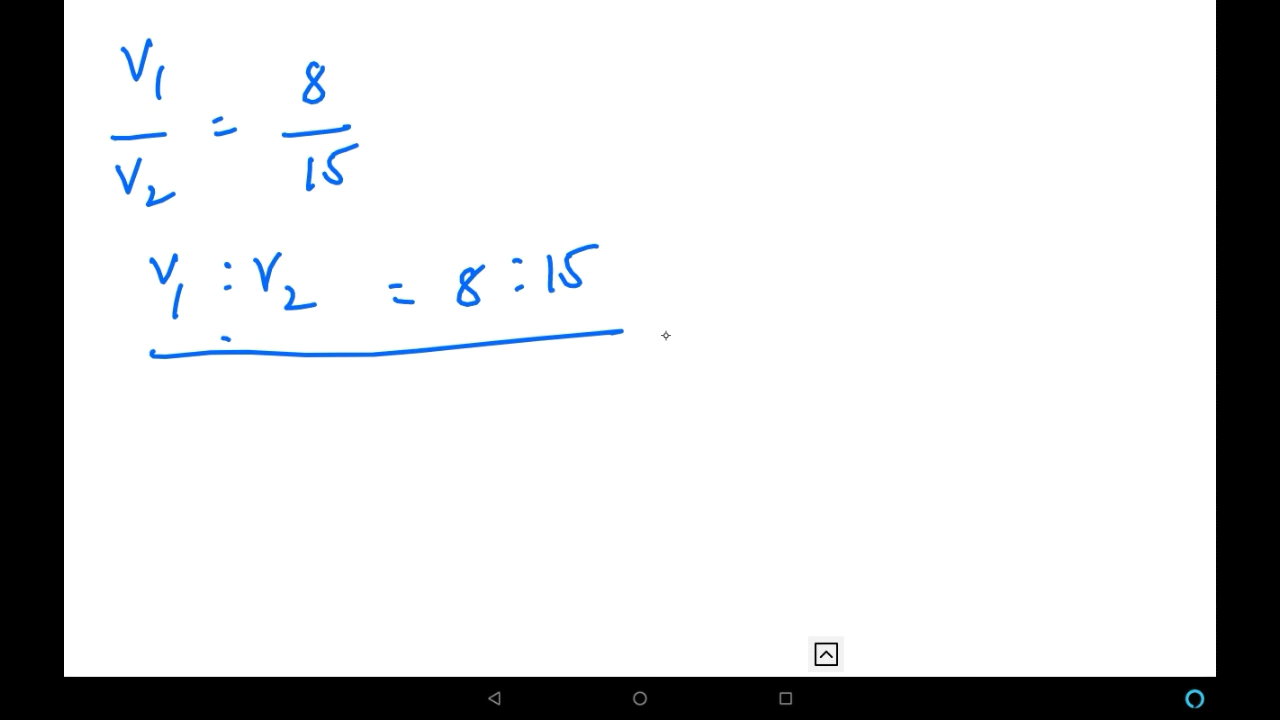 V₁/V₂ = 8/15
V₁ : V₂ = 8 : 15